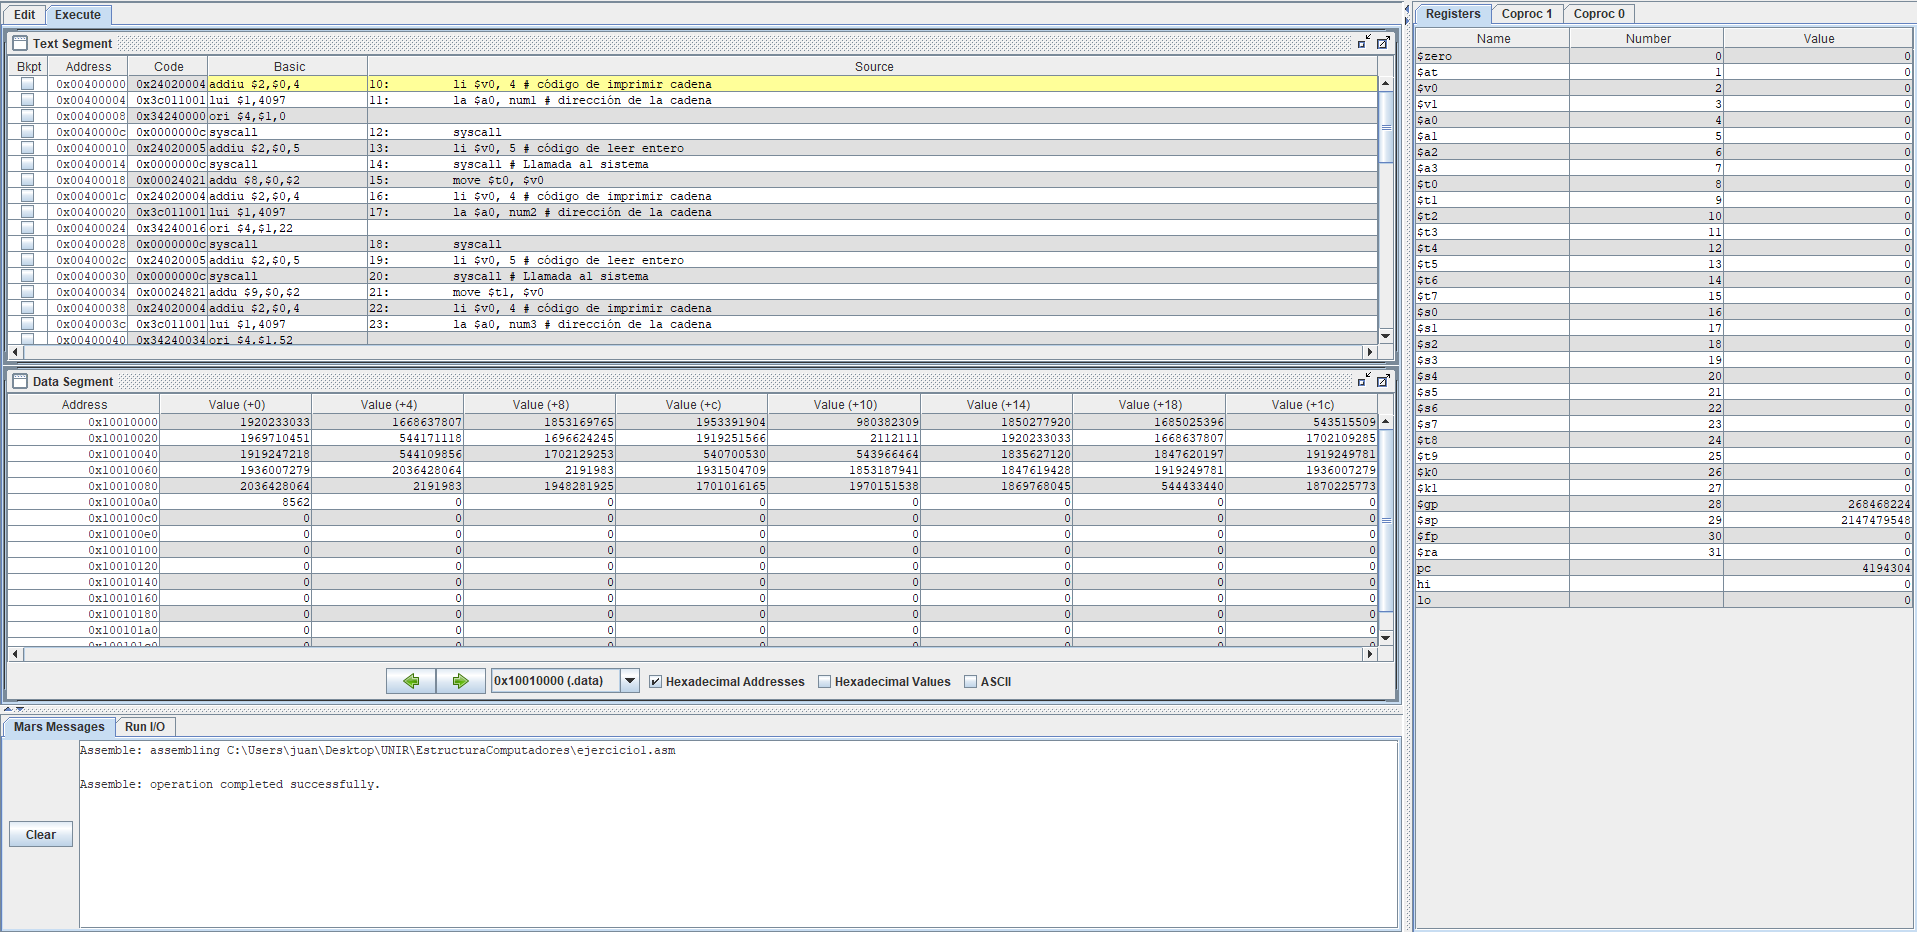 Edit Execute
Text Segment
Bkpt Address Code Basic Source
0x00400000 0x24020004 addiu $2,$0,4 10: li $v0, 4 # código de imprimir cadena
0x00400004 0x3c011001 lui $1,4097 11: la $a0, num1 # dirección de la cadena
0x00400008 0x34240000 ori $4,$1,0
0x0040000c 0x0000000c syscall 12: syscall
0x00400010 0x24020005 addiu $2,$0,5 13: li $v0, 5 # código de leer entero
0x00400014 0x0000000c syscall 14: syscall # Llamada al sistema
0x00400018 0x00024021 addu $8,$0,$2 15: move $t0, $v0
0x0040001c 0x24020004 addiu $2,$0,4 16: li $v0, 4 # código de imprimir cadena
0x00400020 0x3c011001 lui $1,4097 17: la $a0, num2 # dirección de la cadena
0x00400024 0x34240016 ori $4,$1,22
0x00400028 0x0000000c syscall 18: syscall
0x0040002c 0x24020005 addiu $2,$0,5 19: li $v0, 5 # código de leer entero
0x00400030 0x0000000c syscall 20: syscall # Llamada al sistema
0x00400034 0x00024821 addu $9,$0,$2 21: move $t1, $v0
0x00400038 0x24020004 addiu $2,$0,4 22: li $v0, 4 # código de imprimir cadena
0x0040003c 0x3c011001 lui $1,4097 23: la $a0, num3 # dirección de la cadena
0x00400040 0x34240034 ori $4,$1,52
Data Segment
Address Value (+0) Value (+4) Value (+8) Value (+c) Value (+10) Value (+14) Value (+18) Value (+1c)
0x10010000 1920233033 1668637807 1853169765 1953391904 980382309 1850277920 1685025396 543515509
0x10010020 1969710451 544171118 1696624245 1919251566 2112111 1920233033 1668637807 1702109285
0x10010040 1919247218 544109856 1702129253 540700530 543966464 1835627120 1847620197 1919249781
0x10010060 1936007279 2036428064 2191983 1931504709 1853187941 1847619428 1919249781 1936007279
0x10010080 2036428064 2191983 1948281925 1701016165 1970151538 1869768045 544433440 1870225773
0x100100a0 8562 0 0 0 0 0 0 0
0x100100c0 0 0 0 0 0 0 0 0
0x100100e0 0 0 0 0 0 0 0 0
0x10010100 0 0 0 0 0 0 0 0
0x10010120 0 0 0 0 0 0 0 0
0x10010140 0 0 0 0 0 0 0 0
0x10010160 0 0 0 0 0 0 0 0
0x10010180 0 0 0 0 0 0 0 0
0x100101a0 0 0 0 0 0 0 0 0
0x100101c0 0 0 0 0 0 0 0 0
0x10010000 (.data) Hexadecimal Addresses Hexadecimal Values ASCII
Mars Messages Run I/O
Assemble: assembling C:\Users\juan\Desktop\UNIR\EstructuraComputadores\ejercicio1.asm
Assemble: operation completed successfully.
Clear
Registers Coproc 1 Coproc 0
Name Number Value
$zero 0 0
$at 1 0
$v0 2 0
$v1 3 0
$a0 4 0
$a1 5 0
$a2 6 0
$a3 7 0
$t0 8 0
$t1 9 0
$t2 10 0
$t3 11 0
$t4 12 0
$t5 13 0
$t6 14 0
$t7 15 0
$s0 16 0
$s1 17 0
$s2 18 0
$s3 19 0
$s4 20 0
$s5 21 0
$s6 22 0
$s7 23 0
$t8 24 0
$t9 25 0
$k0 26 0
$k1 27 0
$gp 28 268468224
$sp 29 2147479548
$fp 30 0
$ra 31 0
pc 4194304
hi 0
lo 0